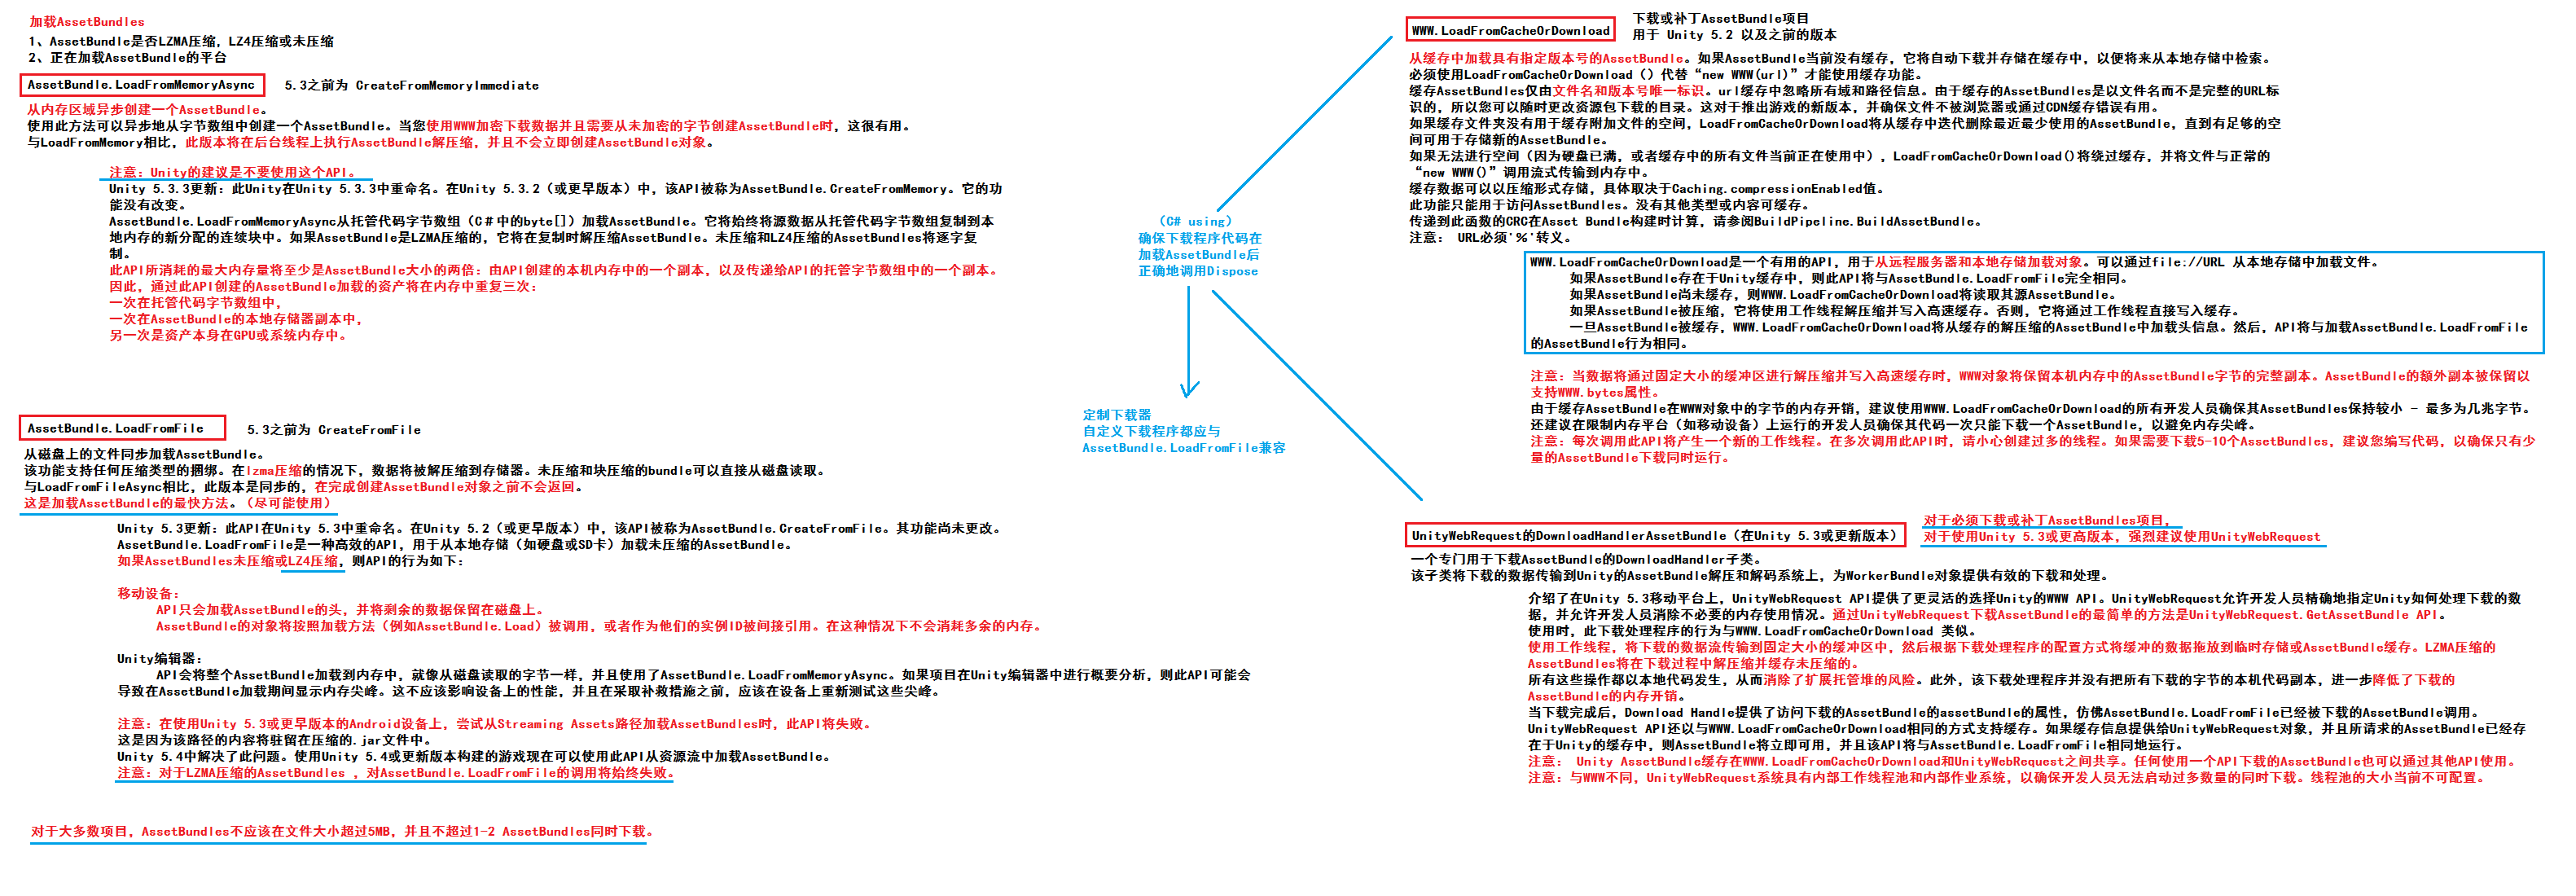 加载AssetBundles
1、AssetBundle是否LZMA压缩，LZ4压缩或未压缩
2、正在加载AssetBundle的平台
AssetBundle.LoadFromMemoryAsync
5.3之前为 CreateFromMemoryImmediate
从内存区域异步创建一个AssetBundle。
使用此方法可以异步地从字节数组中创建一个AssetBundle。当您使用WWW加密下载数据并且需要从未加密的字节创建AssetBundle时，这很有用。
与LoadFromMemory相比，此版本将在后台线程上执行AssetBundle解压缩，并且不会立即创建AssetBundle对象。
注意：Unity的建议是不要使用这个API。
Unity 5.3.3更新：此Unity在Unity 5.3.3中重命名。在Unity 5.3.2（或更早版本）中，该API被称为AssetBundle.CreateFromMemory。它的功
能没有改变。
AssetBundle.LoadFromMemoryAsync从托管代码字节数组（C＃中的byte[]）加载AssetBundle。它将始终将源数据从托管代码字节数组复制到本
地内存的新分配的连续块中。如果AssetBundle是LZMA压缩的，它将在复制时解压缩AssetBundle。未压缩和LZ4压缩的AssetBundles将逐字复
制。
此API所消耗的最大内存量将至少是AssetBundle大小的两倍：由API创建的本机内存中的一个副本，以及传递给API的托管字节数组中的一个副本。
因此，通过此API创建的AssetBundle加载的资产将在内存中重复三次：
一次在托管代码字节数组中，
一次在AssetBundle的本地存储器副本中，
另一次是资产本身在GPU或系统内存中。
AssetBundle.LoadFromFile
5.3之前为 CreateFromFile
从磁盘上的文件同步加载AssetBundle。
该功能支持任何压缩类型的捆绑。在lzma压缩的情况下，数据将被解压缩到存储器。未压缩和块压缩的bundle可以直接从磁盘读取。
与LoadFromFileAsync相比，此版本是同步的，在完成创建AssetBundle对象之前不会返回。
这是加载AssetBundle的最快方法。（尽可能使用）
Unity 5.3更新：此API在Unity 5.3中重命名。在Unity 5.2（或更早版本）中，该API被称为AssetBundle.CreateFromFile。其功能尚未更改。
AssetBundle.LoadFromFile是一种高效的API，用于从本地存储（如硬盘或SD卡）加载未压缩的AssetBundle。
如果AssetBundles未压缩或LZ4压缩，则API的行为如下：
移动设备：
API只会加载AssetBundle的头，并将剩余的数据保留在磁盘上。
AssetBundle的对象将按照加载方法（例如AssetBundle.Load）被调用，或者作为他们的实例ID被间接引用。在这种情况下不会消耗多余的内存。
Unity编辑器：
API会将整个AssetBundle加载到内存中，就像从磁盘读取的字节一样，并且使用了AssetBundle.LoadFromMemoryAsync。如果项目在Unity编辑器中进行概要分析，则此API可能会
导致在AssetBundle加载期间显示内存尖峰。这不应该影响设备上的性能，并且在采取补救措施之前，应该在设备上重新测试这些尖峰。
注意：在使用Unity 5.3或更早版本的Android设备上，尝试从Streaming Assets路径加载AssetBundles时，此API将失败。
这是因为该路径的内容将驻留在压缩的.jar文件中。
Unity 5.4中解决了此问题。使用Unity 5.4或更新版本构建的游戏现在可以使用此API从资源流中加载AssetBundle。
注意：对于LZMA压缩的AssetBundles ，对AssetBundle.LoadFromFile的调用将始终失败。
对于大多数项目，AssetBundles不应该在文件大小超过5MB，并且不超过1-2 AssetBundles同时下载。
（C# using）
确保下载程序代码在
加载AssetBundle后
正确地调用Dispose
定制下载器
自定义下载程序都应与
AssetBundle.LoadFromFile兼容
WWW.LoadFromCacheOrDownload
下载或补丁AssetBundle项目
用于 Unity 5.2 以及之前的版本
从缓存中加载具有指定版本号的AssetBundle。如果AssetBundle当前没有缓存，它将自动下载并存储在缓存中，以便将来从本地存储中检索。
必须使用LoadFromCacheOrDownload（）代替“new WWW(url)”才能使用缓存功能。
缓存AssetBundles仅由文件名和版本号唯一标识。url缓存中忽略所有域和路径信息。由于缓存的AssetBundles是以文件名而不是完整的URL标
识的，所以您可以随时更改资源包下载的目录。这对于推出游戏的新版本，并确保文件不被浏览器或通过CDN缓存错误有用。
如果缓存文件夹没有用于缓存附加文件的空间，LoadFromCacheOrDownload将从缓存中迭代删除最近最少使用的AssetBundle，直到有足够的空
间可用于存储新的AssetBundle。
如果无法进行空间（因为硬盘已满，或者缓存中的所有文件当前正在使用中），LoadFromCacheOrDownload()将绕过缓存，并将文件与正常的
“new WWW()”调用流式传输到内存中。
缓存数据可以以压缩形式存储，具体取决于Caching.compressionEnabled值。
此功能只能用于访问AssetBundles。没有其他类型或内容可缓存。
传递到此函数的CRC在Asset Bundle构建时计算，请参阅BuildPipeline.BuildAssetBundle。
注意： URL必须'％'转义。
WWW.LoadFromCacheOrDownload是一个有用的API，用于从远程服务器和本地存储加载对象。可以通过file://URL 从本地存储中加载文件。
如果AssetBundle存在于Unity缓存中，则此API将与AssetBundle.LoadFromFile完全相同。
如果AssetBundle尚未缓存，则WWW.LoadFromCacheOrDownload将读取其源AssetBundle。
如果AssetBundle被压缩，它将使用工作线程解压缩并写入高速缓存。否则，它将通过工作线程直接写入缓存。
一旦AssetBundle被缓存，WWW.LoadFromCacheOrDownload将从缓存的解压缩的AssetBundle中加载头信息。然后，API将与加载AssetBundle.LoadFromFile
的AssetBundle行为相同。
注意：当数据将通过固定大小的缓冲区进行解压缩并写入高速缓存时，WWW对象将保留本机内存中的AssetBundle字节的完整副本。AssetBundle的额外副本被保留以
支持WWW.bytes属性。
由于缓存AssetBundle在WWW对象中的字节的内存开销，建议使用WWW.LoadFromCacheOrDownload的所有开发人员确保其AssetBundles保持较小 - 最多为几兆字节。
还建议在限制内存平台（如移动设备）上运行的开发人员确保其代码一次只能下载一个AssetBundle，以避免内存尖峰。
注意：每次调用此API将产生一个新的工作线程。在多次调用此API时，请小心创建过多的线程。如果需要下载5-10个AssetBundles，建议您编写代码，以确保只有少
量的AssetBundle下载同时运行。
UnityWebRequest的DownloadHandlerAssetBundle（在Unity 5.3或更新版本）
对于必须下载或补丁AssetBundles项目，
对于使用Unity 5.3或更高版本，强烈建议使用UnityWebRequest
一个专门用于下载AssetBundle的DownloadHandler子类。
该子类将下载的数据传输到Unity的AssetBundle解压和解码系统上，为WorkerBundle对象提供有效的下载和处理。
介绍了在Unity 5.3移动平台上，UnityWebRequest API提供了更灵活的选择Unity的WWW API。UnityWebRequest允许开发人员精确地指定Unity如何处理下载的数
据，并允许开发人员消除不必要的内存使用情况。通过UnityWebRequest下载AssetBundle的最简单的方法是UnityWebRequest.GetAssetBundle API。
使用时，此下载处理程序的行为与WWW.LoadFromCacheOrDownload 类似。
使用工作线程，将下载的数据流传输到固定大小的缓冲区中，然后根据下载处理程序的配置方式将缓冲的数据拖放到临时存储或AssetBundle缓存。LZMA压缩的
AssetBundles将在下载过程中解压缩并缓存未压缩的。
所有这些操作都以本地代码发生，从而消除了扩展托管堆的风险。此外，该下载处理程序并没有把所有下载的字节的本机代码副本，进一步降低了下载的
AssetBundle的内存开销。
当下载完成后，Download Handle提供了访问下载的AssetBundle的assetBundle的属性，仿佛AssetBundle.LoadFromFile已经被下载的AssetBundle调用。
UnityWebRequest API还以与WWW.LoadFromCacheOrDownload相同的方式支持缓存。如果缓存信息提供给UnityWebRequest对象，并且所请求的AssetBundle已经存
在于Unity的缓存中，则AssetBundle将立即可用，并且该API将与AssetBundle.LoadFromFile相同地运行。
注意： Unity AssetBundle缓存在WWW.LoadFromCacheOrDownload和UnityWebRequest之间共享。任何使用一个API下载的AssetBundle也可以通过其他API使用。
注意：与WWW不同，UnityWebRequest系统具有内部工作线程池和内部作业系统，以确保开发人员无法启动过多数量的同时下载。线程池的大小当前不可配置。